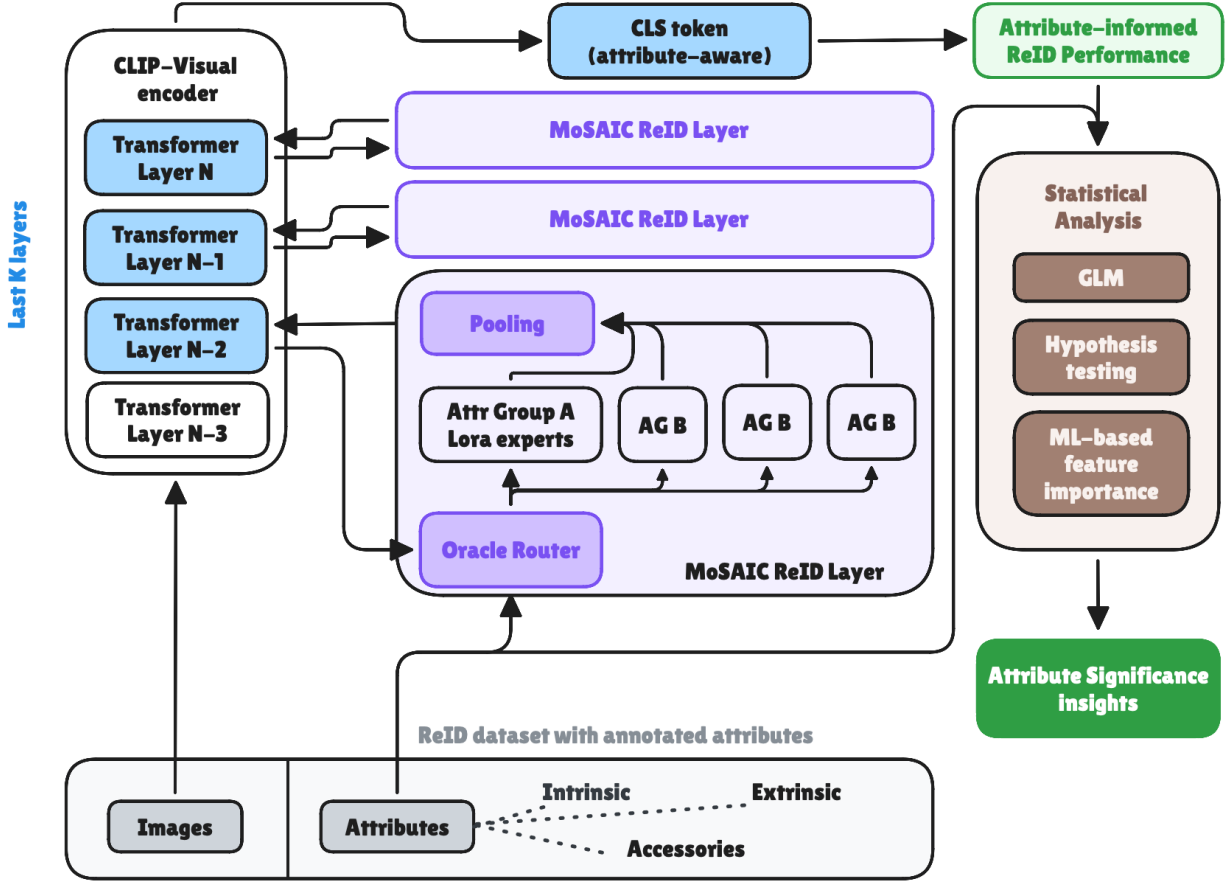 CLS token
(attribute-aware)
Attribute-informed
ReID Performance
CLIP-Visual
encoder
Transformer
Layer N
Transformer
Layer N-1
Transformer
Layer N-2
Transformer
Layer N-3
Last K layers
MoSAIC ReID Layer
MoSAIC ReID Layer
Pooling
Attr Group A
Lora experts
AG B
AG B
AG B
Oracle Router
MoSAIC ReID Layer
Statistical
Analysis
GLM
Hypothesis
testing
ML-based
feature
importance
Attribute Significance
insights
ReID dataset with annotated attributes
Images
Attributes
Intrinsic
Extrinsic
Accessories